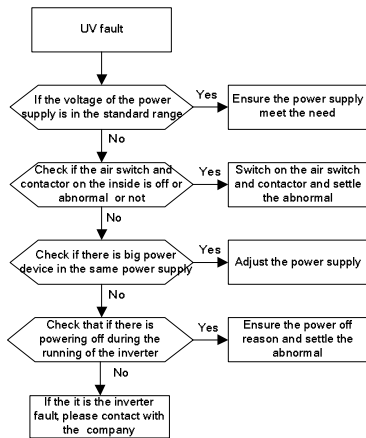 UV fault
If the voltage of the power
supply is in the standard range
Yes
Ensure the power supply
meet the need
No
Check if the air switch and
contactor on the inside is off or
abnormal or not
Yes
Switch on the air switch
and contactor and settle
the abnormal
No
Check if there is big power
device in the same power supply
Yes
Adjust the power supply
No
Check that if there is
powering off during the
running of the inverter
Yes
Ensure the power off
reason and settle the
abnormal
No
If the it is the inverter
fault, please contact with
the company